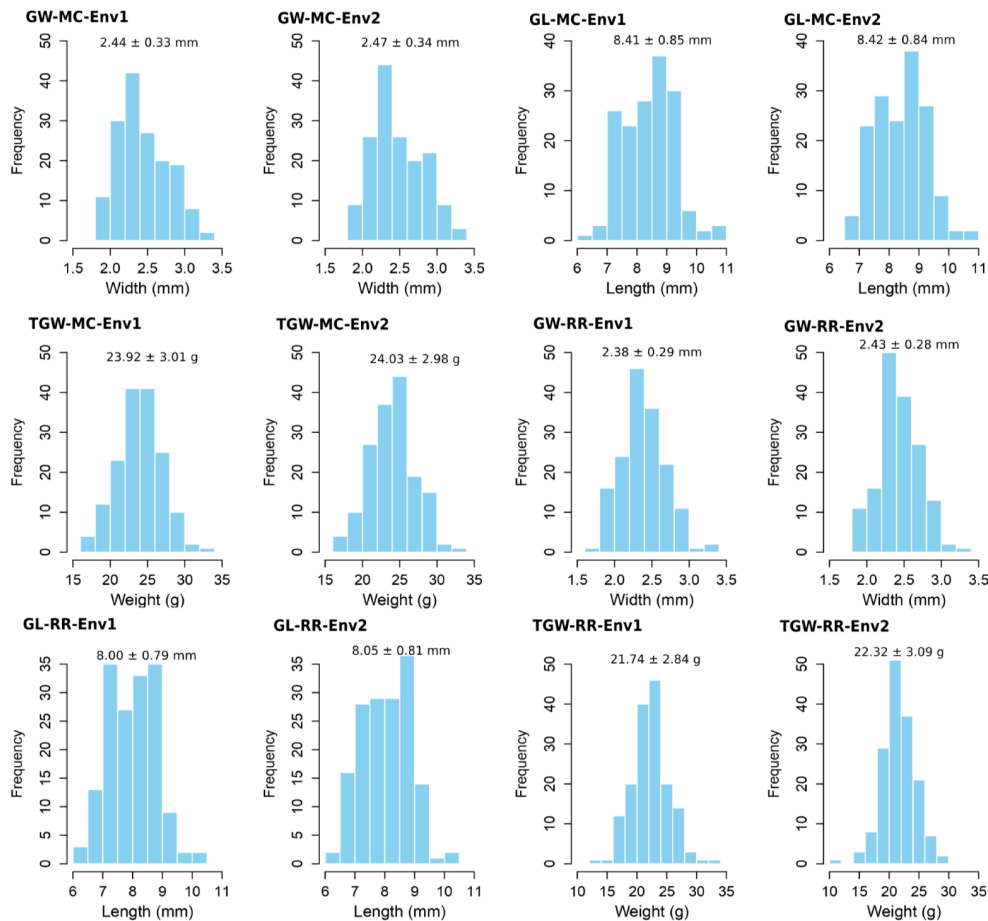 GW-MC-Env1
2.44 ± 0.33 mm
Frequency
50
40
30
20
10
0
1.5 2.0 2.5 3.0 3.5
Width (mm)
GW-MC-Env2
2.47 ± 0.34 mm
Frequency
50
40
30
20
10
0
1.5 2.0 2.5 3.0 3.5
Width (mm)
GL-MC-Env1
8.41 ± 0.85 mm
Frequency
40
30
20
10
0
6 7 8 9 10 11
Length (mm)
GL-MC-Env2
8.42 ± 0.84 mm
Frequency
40
30
20
10
0
6 7 8 9 10 11
Length (mm)
TGW-MC-Env1
23.92 ± 3.01 g
Frequency
50
40
30
20
10
0
15 20 25 30 35
Weight (g)
TGW-MC-Env2
24.03 ± 2.98 g
Frequency
50
40
30
20
10
0
15 20 25 30 35
Weight (g)
GW-RR-Env1
2.38 ± 0.29 mm
Frequency
50
40
30
20
10
0
1.5 2.0 2.5 3.0 3.5
Width (mm)
GW-RR-Env2
2.43 ± 0.28 mm
Frequency
50
40
30
20
10
0
1.5 2.0 2.5 3.0 3.5
Width (mm)
GL-RR-Env1
8.00 ± 0.79 mm
Frequency
35
30
25
20
15
10
5
0
6 7 8 9 10 11
Length (mm)
GL-RR-Env2
8.05 ± 0.81 mm
Frequency
35
30
25
20
15
10
5
0
6 7 8 9 10 11
Length (mm)
TGW-RR-Env1
21.74 ± 2.84 g
Frequency
50
40
30
20
10
0
10 15 20 25 30 35
Weight (g)
TGW-RR-Env2
22.32 ± 3.09 g
Frequency
50
40
30
20
10
0
10 15 20 25 30 35
Weight (g)